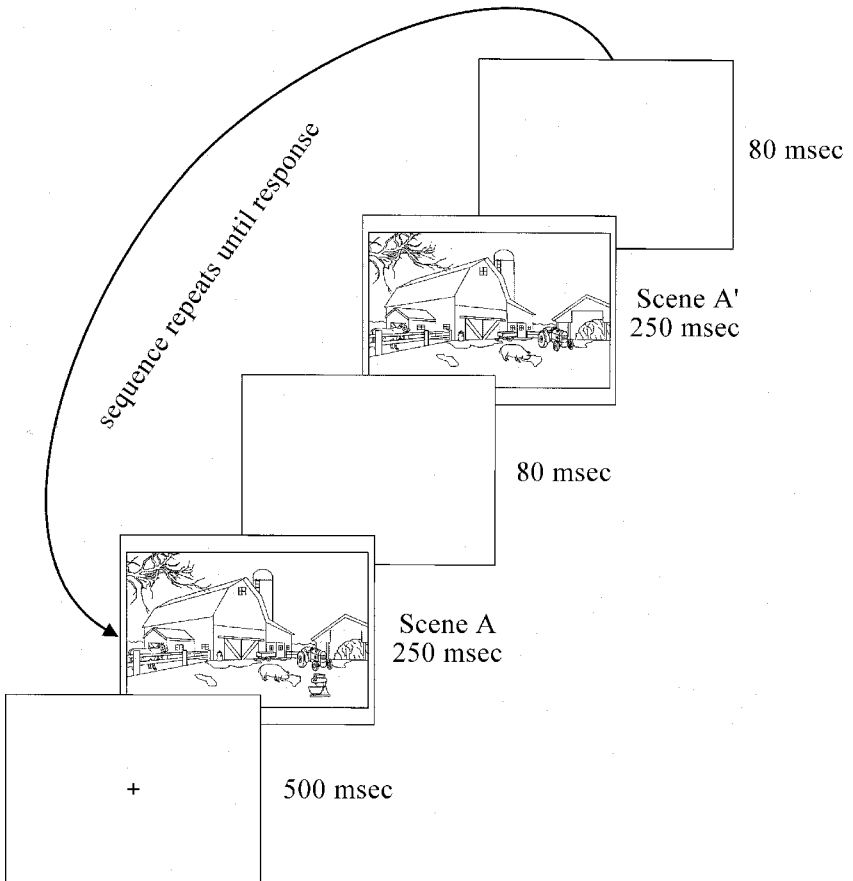 80 msec
sequence repeats until response
Scene A'
250 msec
80 msec
Scene A
250 msec
+
500 msec